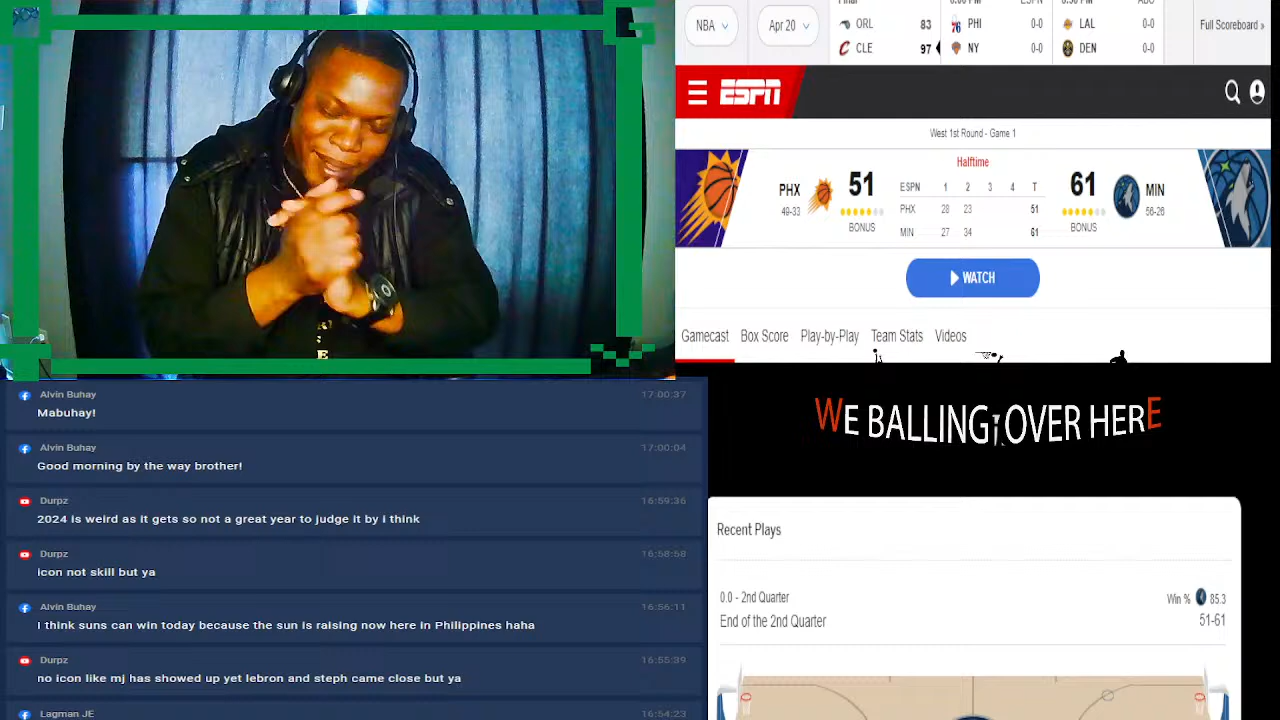 NBA
Apr 20
Final
ORL 83
CLE 97
ESPN
PHI 0-0
NY 0-0
LAL 0-0
DEN 0-0
Full Scoreboard »
ESPN
West 1st Round - Game 1
Halftime
PHX
49-33
51
BONUS
ESPN 1 2 3 4 T
PHX 28 23 51
MIN 27 34 61
61
BONUS
MIN
56-26
WATCH
Gamecast Box Score Play-by-Play Team Stats Videos
Alvin Buhay 17:00:37
Mabuhay!
Alvin Buhay 17:00:04
Good morning by the way brother!
Durpz 16:59:36
2024 is weird as it gets so not a great year to judge it by i think
Durpz 16:58:58
icon not skill but ya
Alvin Buhay 16:56:11
I think suns can win today because the sun is raising now here in Philippines haha
Durpz 16:55:39
no icon like mj has showed up yet lebron and steph came close but ya
Lagman JE 16:54:23
WE BALLING OVER HERE
Recent Plays
0.0 - 2nd Quarter
End of the 2nd Quarter
Win % 85.3
51-61